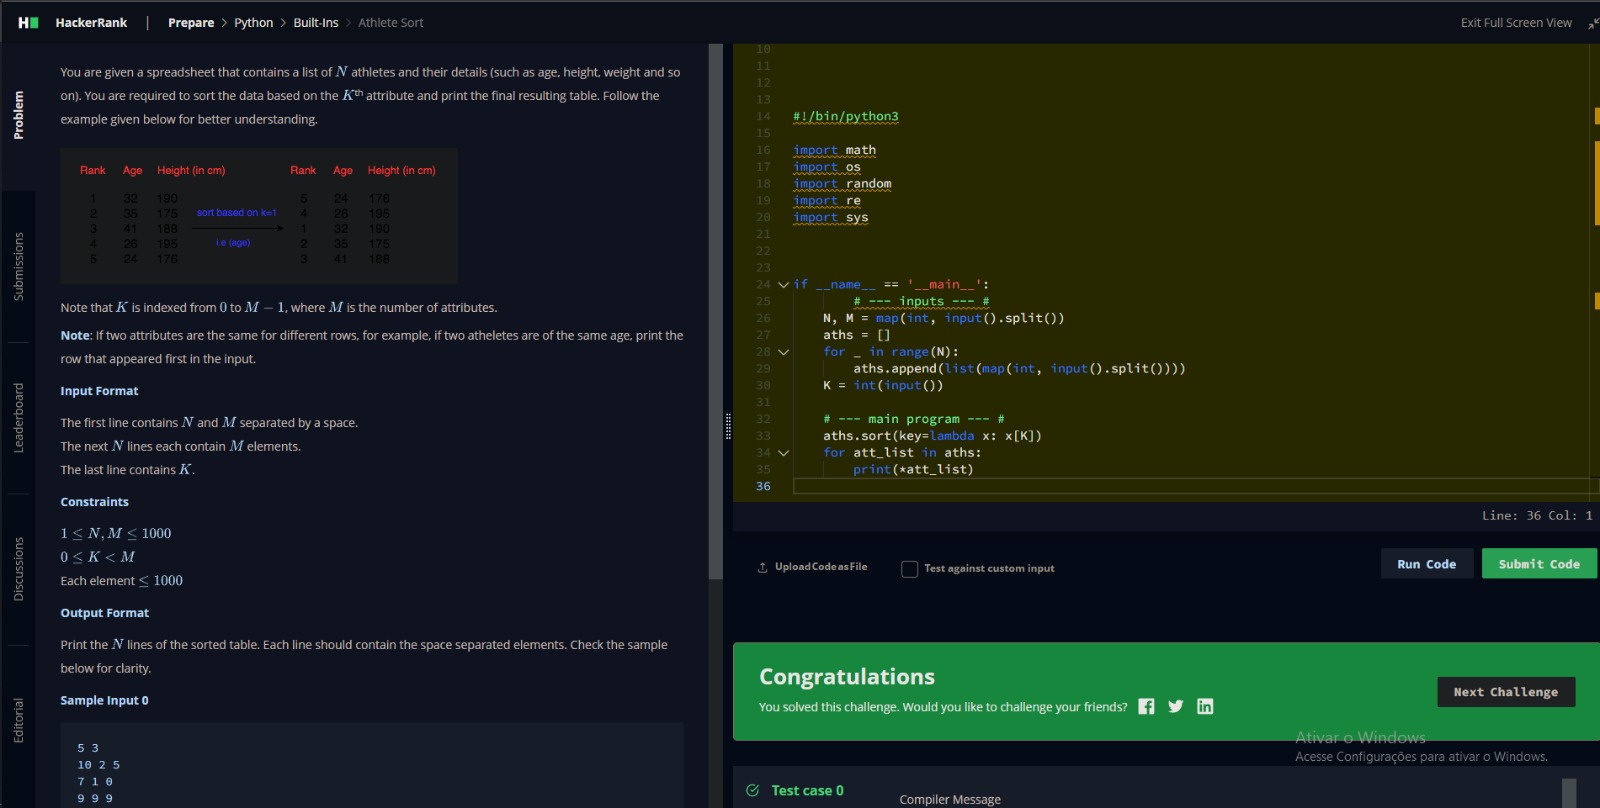 HackerRank | Prepare > Python > Built-Ins > Athlete Sort
Exit Full Screen View
Problem
Submissions
Leaderboard
Discussions
Editorial
You are given a spreadsheet that contains a list of N athletes and their details (such as age, height, weight and so
on). You are required to sort the data based on the Kth attribute and print the final resulting table. Follow the
example given below for better understanding.
Rank Age Height (in cm)
1 32 190
2 35 175
3 41 188
4 26 195
5 24 176
sort based on k=1
i.e (age)
Rank Age Height (in cm)
5 24 176
4 26 195
1 32 190
2 35 175
3 41 188
Note that K is indexed from 0 to M − 1, where M is the number of attributes.
Note: If two attributes are the same for different rows, for example, if two atheletes are of the same age, print the
row that appeared first in the input.
Input Format
The first line contains N and M separated by a space.
The next N lines each contain M elements.
The last line contains K.
Constraints
1 ≤ N, M ≤ 1000
0 ≤ K < M
Each element ≤ 1000
Output Format
Print the N lines of the sorted table. Each line should contain the space separated elements. Check the sample
below for clarity.
Sample Input 0
5 3
10 2 5
7 1 0
9 9 9
10
11
12
13
14 #!/bin/python3
15
16 import math
17 import os
18 import random
19 import re
20 import sys
21
22
23
24 if __name__ == '__main__':
25 # --- inputs --- #
26 N, M = map(int, input().split())
27 aths = []
28 for _ in range(N):
29 aths.append(list(map(int, input().split())))
30 K = int(input())
31
32 # --- main program --- #
33 aths.sort(key=lambda x: x[K])
34 for att_list in aths:
35 print(*att_list)
36
Line: 36 Col: 1
Upload Code as File
Test against custom input
Run Code
Submit Code
Congratulations
You solved this challenge. Would you like to challenge your friends?
Next Challenge
Ativar o Windows
Acesse Configurações para ativar o Windows.
Test case 0
Compiler Message